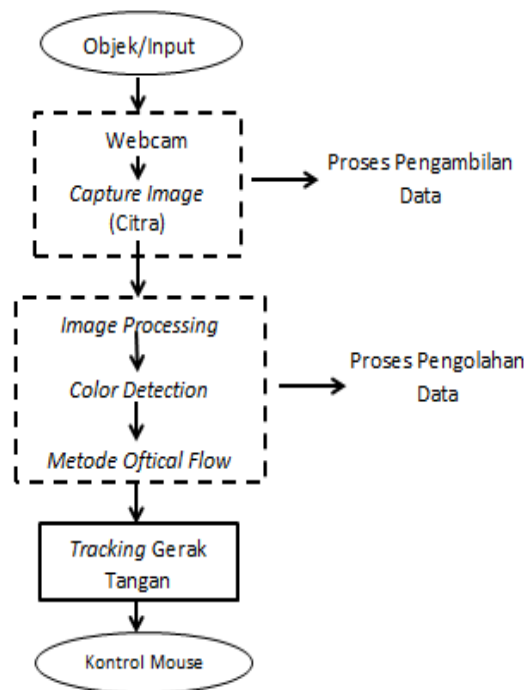 Objek/Input
Webcam
Capture Image
(Citra)
Proses Pengambilan
Data
Image Processing
Color Detection
Metode Oftical Flow
Proses Pengolahan
Data
Tracking Gerak
Tangan
Kontrol Mouse